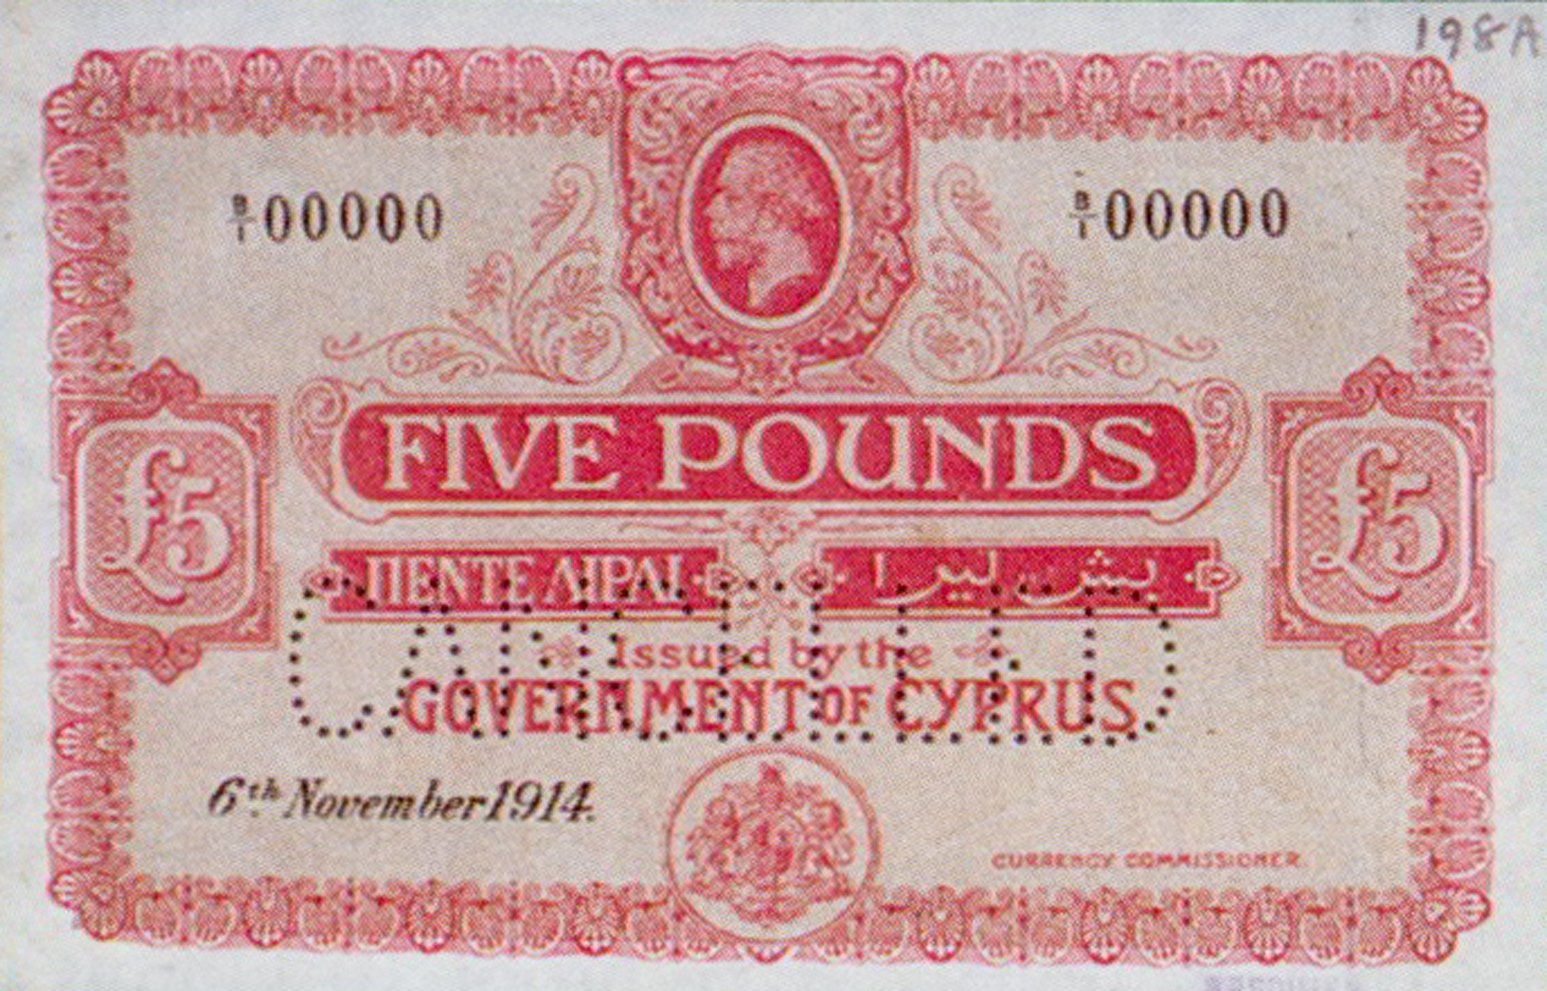 198A
B/1 00000 B/1 00000
FIVE POUNDS
£5 £5
ΠΕΝΤΕ ΛΙΡΑΙ بش ليرا
Issued by the
GOVERNMENT OF CYPRUS
CANCELLED
6th November 1914.
CURRENCY COMMISSIONER.